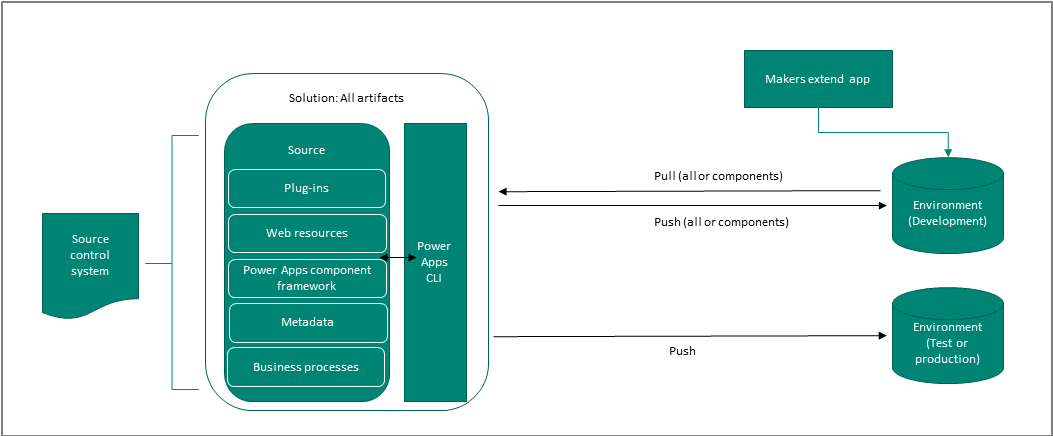 Makers extend app
Solution: All artifacts
Source
Plug-ins
Web resources
Power Apps component
framework
Metadata
Business processes
Power
Apps
CLI
Source
control
system
Pull (all or components)
Push (all or components)
Push
Environment
(Development)
Environment
(Test or
production)